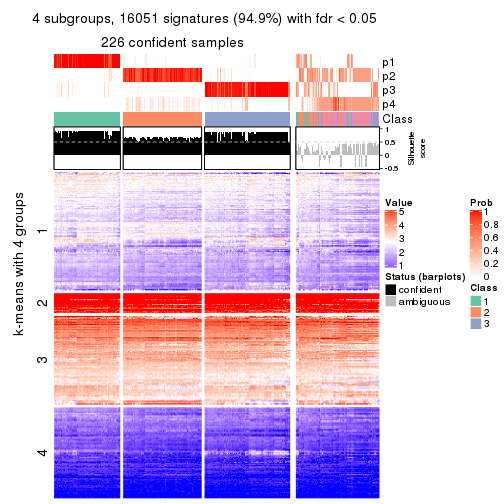 4 subgroups, 16051 signatures (94.9%) with fdr < 0.05
226 confident samples
p1
p2
p3
p4
Class
1
0.5
0
-0.5
Silhouette
score
k-means with 4 groups
1
2
3
4
Value
5
4
3
2
1
Status (barplots)
confident
ambiguous
Prob
1
0.8
0.6
0.4
0.2
0
Class
1
2
3